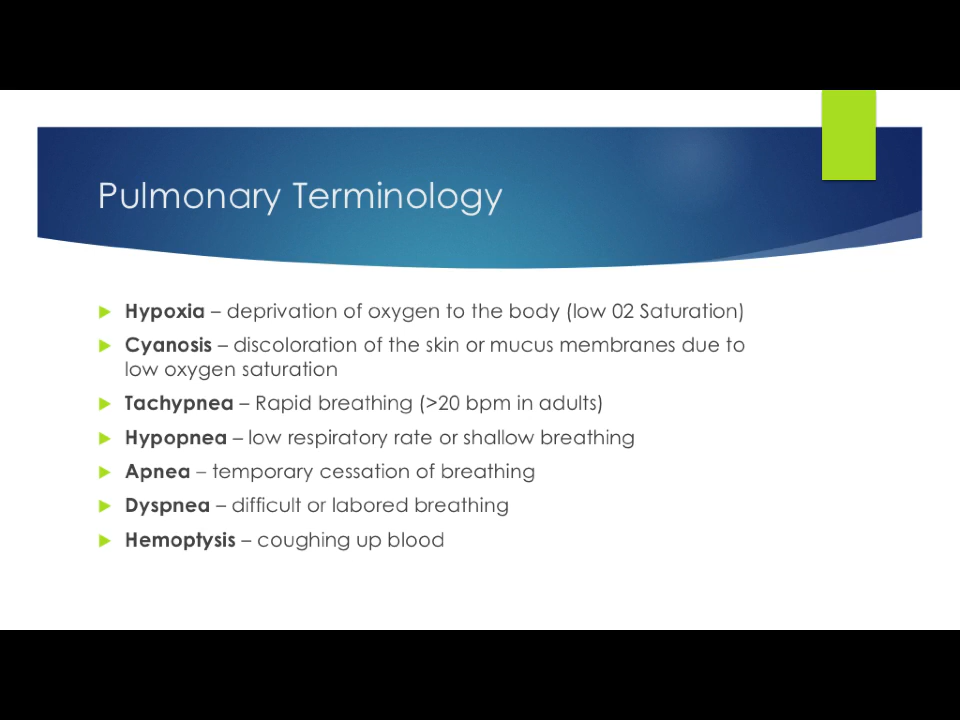 Pulmonary Terminology
Hypoxia – deprivation of oxygen to the body (low 02 Saturation)
Cyanosis – discoloration of the skin or mucus membranes due to
low oxygen saturation
Tachypnea – Rapid breathing (>20 bpm in adults)
Hypopnea – low respiratory rate or shallow breathing
Apnea – temporary cessation of breathing
Dyspnea – difficult or labored breathing
Hemoptysis – coughing up blood